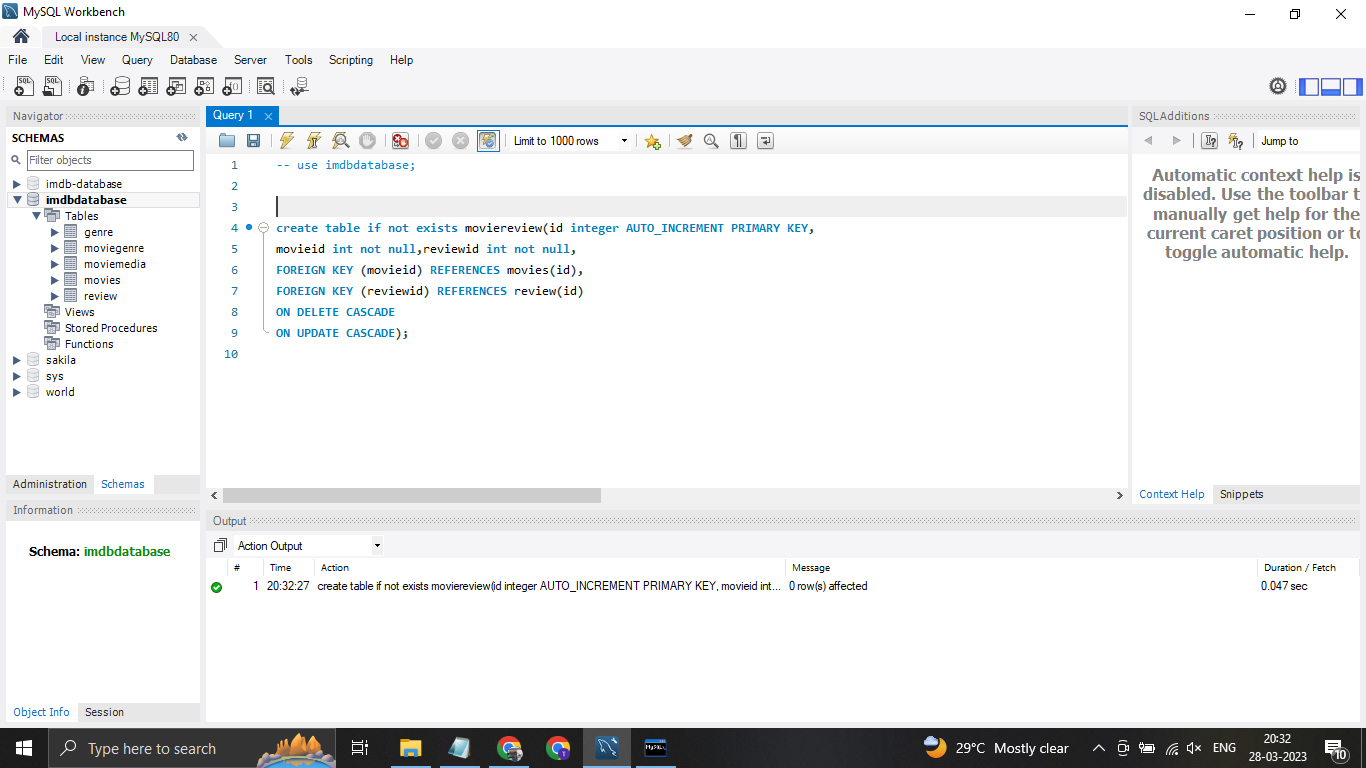 MySQL Workbench
Local instance MySQL80
File Edit View Query Database Server Tools Scripting Help
Navigator
SCHEMAS
Filter objects
imdb-database
imdbdatabase
Tables
genre
moviegenre
moviemedia
movies
review
Views
Stored Procedures
Functions
sakila
sys
world
Administration Schemas
Information
Schema: imdbdatabase
Object Info Session
Query 1
Limit to 1000 rows
1 -- use imdbdatabase;
2
3
4 create table if not exists moviereview(id integer AUTO_INCREMENT PRIMARY KEY,
5 movieid int not null,reviewid int not null,
6 FOREIGN KEY (movieid) REFERENCES movies(id),
7 FOREIGN KEY (reviewid) REFERENCES review(id)
8 ON DELETE CASCADE
9 ON UPDATE CASCADE);
10
SQLAdditions
Jump to
Automatic context help is
disabled. Use the toolbar t
manually get help for the
current caret position or to
toggle automatic help.
Context Help Snippets
Output
Action Output
# Time Action Message Duration / Fetch
1 20:32:27 create table if not exists moviereview(id integer AUTO_INCREMENT PRIMARY KEY, movieid int... 0 row(s) affected 0.047 sec
Type here to search
29°C Mostly clear
ENG
20:32
28-03-2023
10